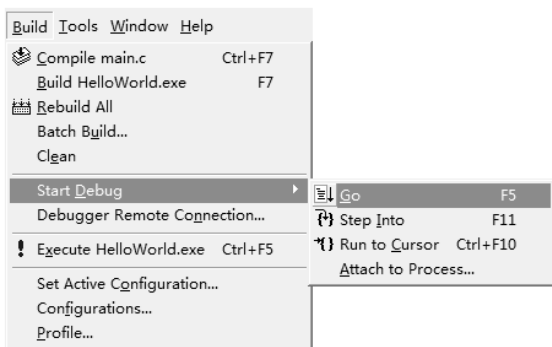 Build Tools Window Help
Compile main.c Ctrl+F7
Build HelloWorld.exe F7
Rebuild All
Batch Build...
Clean
Start Debug
Debugger Remote Connection...
Execute HelloWorld.exe Ctrl+F5
Set Active Configuration...
Configurations...
Profile...
Go F5
Step Into F11
Run to Cursor Ctrl+F10
Attach to Process...